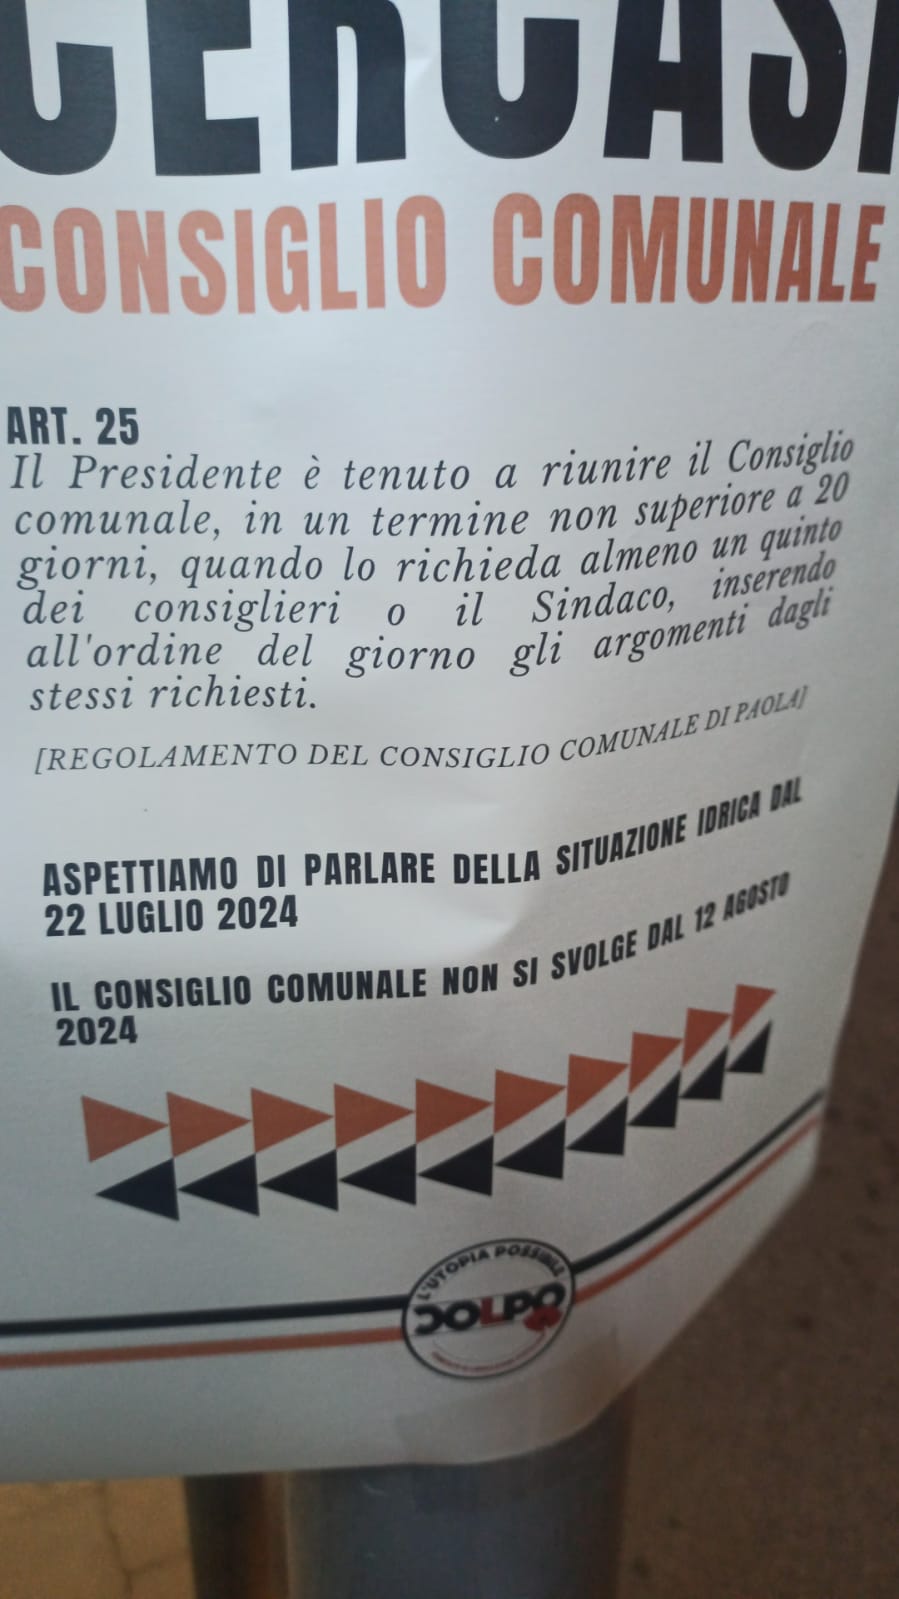 CERCASI
CONSIGLIO COMUNALE
ART. 25
Il Presidente è tenuto a riunire il Consiglio
comunale, in un termine non superiore a 20
giorni, quando lo richieda almeno un quinto
dei consiglieri o il Sindaco, inserendo
all'ordine del giorno gli argomenti dagli
stessi richiesti.
[REGOLAMENTO DEL CONSIGLIO COMUNALE DI PAOLA]
ASPETTIAMO DI PARLARE DELLA SITUAZIONE IDRICA DAL
22 LUGLIO 2024
IL CONSIGLIO COMUNALE NON SI SVOLGE DAL 12 AGOSTO
2024
L'UTOPIA POSSIBILE
COLPO